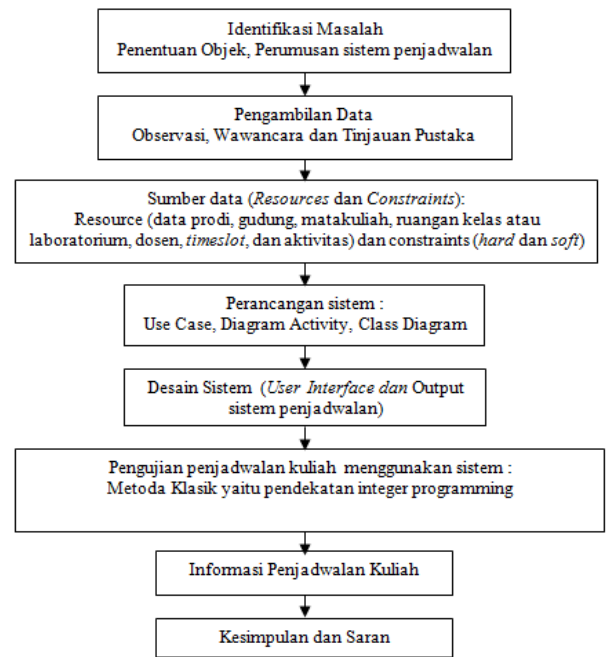 Identifikasi Masalah
Penentuan Objek, Perumusan sistem penjadwalan
Pengambilan Data
Observasi, Wawancara dan Tinjauan Pustaka
Sumber data (Resources dan Constraints):
Resource (data prodi, gudung, matakuliah, ruangan kelas atau
laboratorium, dosen, timeslot, dan aktivitas) dan constraints (hard dan soft)
Perancangan sistem :
Use Case, Diagram Activity, Class Diagram
Desain Sistem (User Interface dan Output
sistem penjadwalan)
Pengujian penjadwalan kuliah menggunakan sistem :
Metoda Klasik yaitu pendekatan integer programming
Informasi Penjadwalan Kuliah
Kesimpulan dan Saran